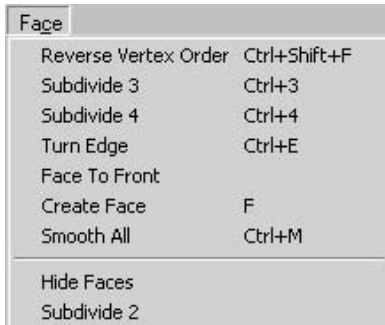 Face
Reverse Vertex Order Ctrl+Shift+F
Subdivide 3 Ctrl+3
Subdivide 4 Ctrl+4
Turn Edge Ctrl+E
Face To Front
Create Face F
Smooth All Ctrl+M
Hide Faces
Subdivide 2